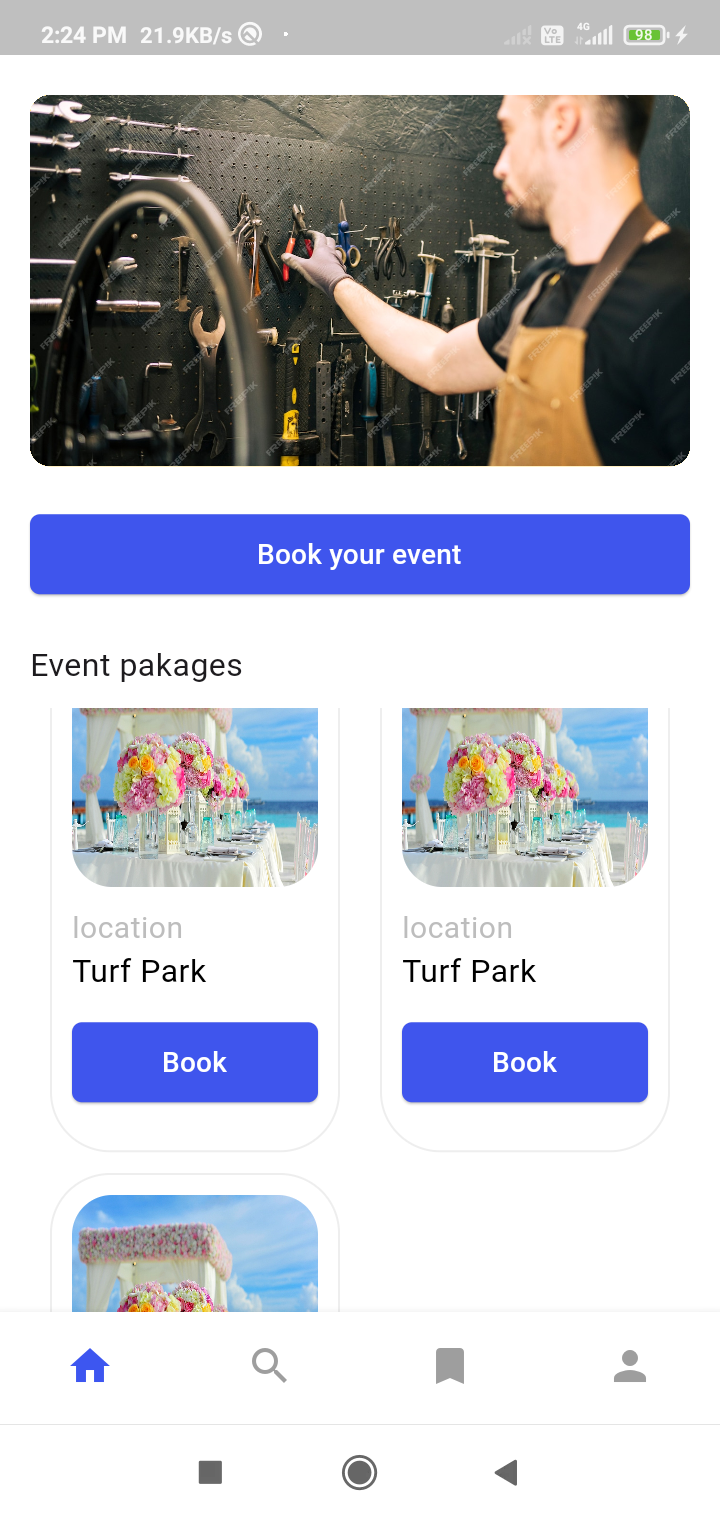 2:24 PM 21.9KB/s
Vo LTE 4G 98
FREEPIK
Book your event
Event pakages
location location
Turf Park Turf Park
Book Book